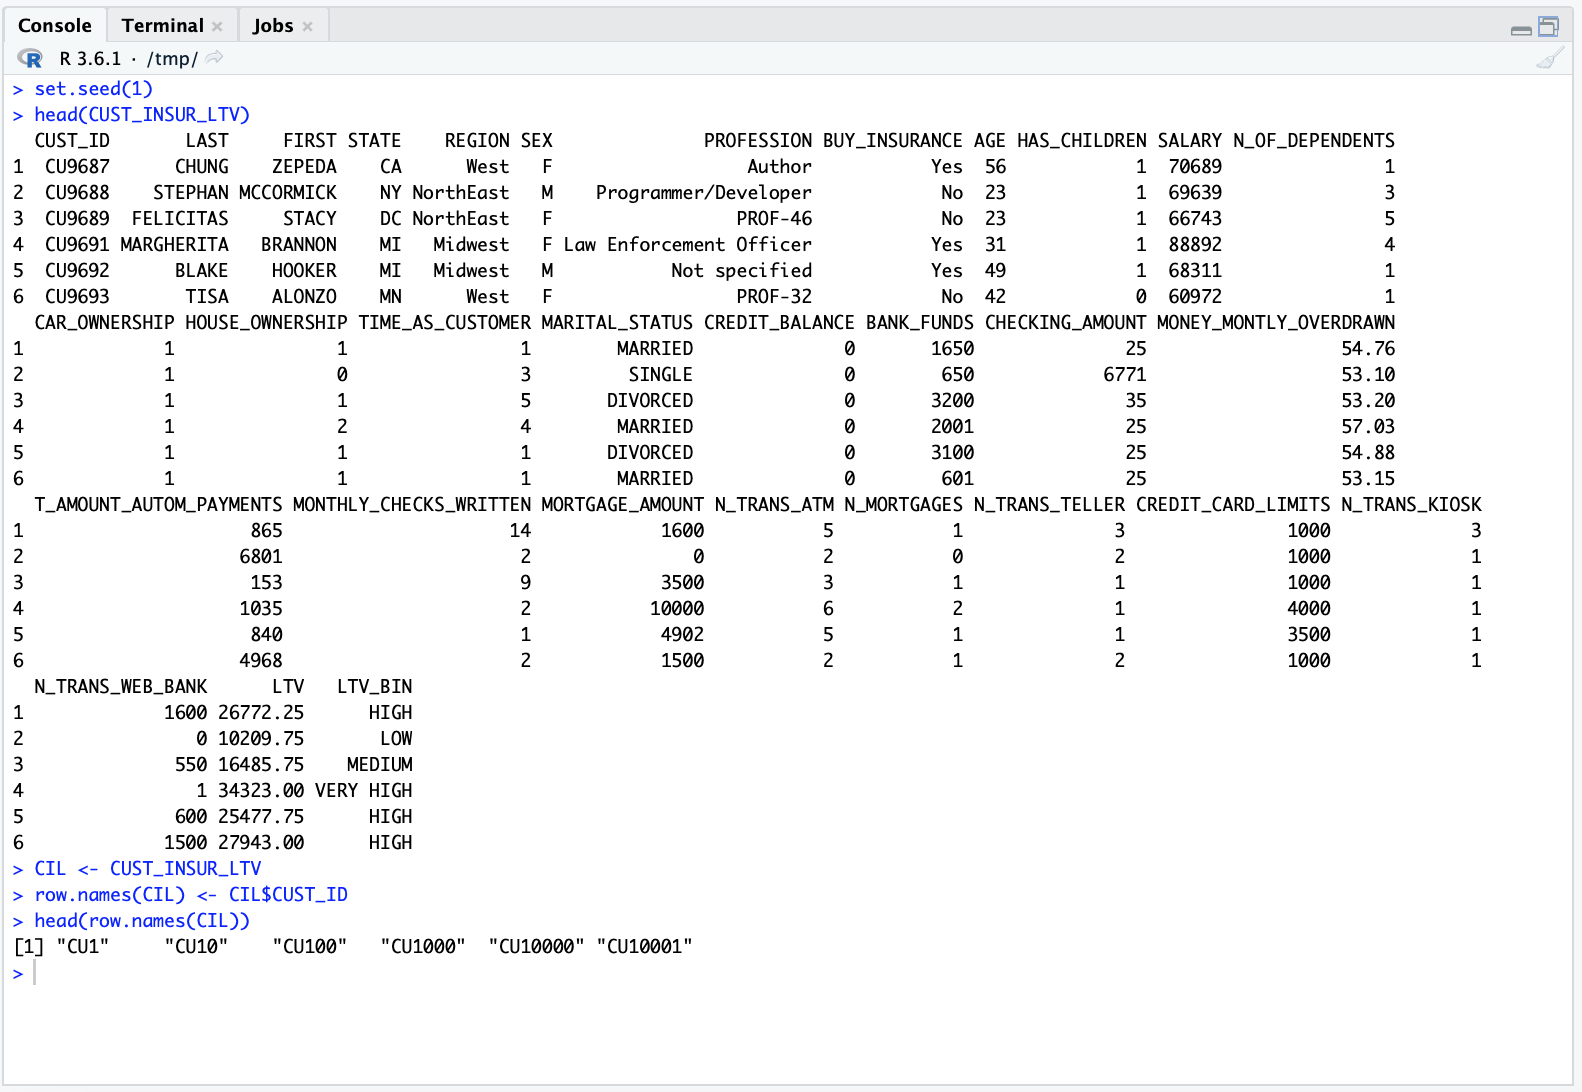 Console Terminal × Jobs ×
R R 3.6.1 · /tmp/
> set.seed(1)
> head(CUST_INSUR_LTV)
  CUST_ID       LAST     FIRST STATE    REGION SEX              PROFESSION BUY_INSURANCE AGE HAS_CHILDREN SALARY N_OF_DEPENDENTS
1  CU9687      CHUNG    ZEPEDA    CA      West   F                  Author           Yes  56            1  70689               1
2  CU9688    STEPHAN MCCORMICK    NY NorthEast   M    Programmer/Developer            No  23            1  69639               3
3  CU9689  FELICITAS     STACY    DC NorthEast   F                 PROF-46            No  23            1  66743               5
4  CU9691 MARGHERITA   BRANNON    MI   Midwest   F Law Enforcement Officer           Yes  31            1  88892               4
5  CU9692      BLAKE    HOOKER    MI   Midwest   M           Not specified           Yes  49            1  68311               1
6  CU9693       TISA    ALONZO    MN      West   F                 PROF-32            No  42            0  60972               1
  CAR_OWNERSHIP HOUSE_OWNERSHIP TIME_AS_CUSTOMER MARITAL_STATUS CREDIT_BALANCE BANK_FUNDS CHECKING_AMOUNT MONEY_MONTLY_OVERDRAWN
1             1               1                1        MARRIED              0       1650              25                  54.76
2             1               0                3         SINGLE              0        650            6771                  53.10
3             1               1                5       DIVORCED              0       3200              35                  53.20
4             1               2                4        MARRIED              0       2001              25                  57.03
5             1               1                1       DIVORCED              0       3100              25                  54.88
6             1               1                1        MARRIED              0        601              25                  53.15
  T_AMOUNT_AUTOM_PAYMENTS MONTHLY_CHECKS_WRITTEN MORTGAGE_AMOUNT N_TRANS_ATM N_MORTGAGES N_TRANS_TELLER CREDIT_CARD_LIMITS N_TRANS_KIOSK
1                     865                     14            1600           5           1              3               1000             3
2                    6801                      2               0           2           0              2               1000             1
3                     153                      9            3500           3           1              1               1000             1
4                    1035                      2           10000           6           2              1               4000             1
5                     840                      1            4902           5           1              1               3500             1
6                    4968                      2            1500           2           1              2               1000             1
  N_TRANS_WEB_BANK      LTV   LTV_BIN
1             1600 26772.25      HIGH
2                0 10209.75       LOW
3              550 16485.75    MEDIUM
4                1 34323.00 VERY HIGH
5              600 25477.75      HIGH
6             1500 27943.00      HIGH
> CIL <- CUST_INSUR_LTV
> row.names(CIL) <- CIL$CUST_ID
> head(row.names(CIL))
[1] "CU1"     "CU10"    "CU100"   "CU1000"  "CU10000" "CU10001"
>